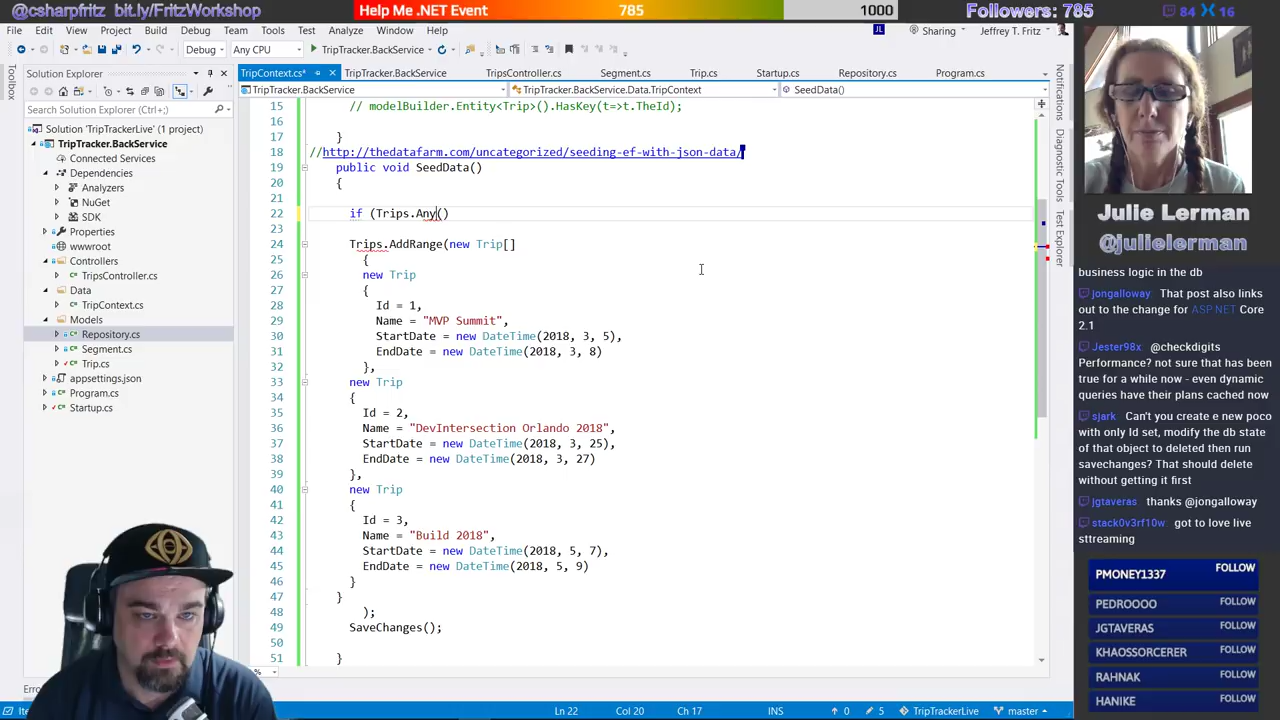 @csharpfritz bit.ly/FritzWorkshop
Help Me .NET Event
785
1000
Followers: 785
84
16
File Edit View Project Build Debug Team Tools Test Analyze Window Help
JL
Sharing
Jeffrey T. Fritz
Debug
Any CPU
TripTracker.BackService
Solution Explorer
TripContext.cs*
TripTracker.BackService
TripsController.cs
Segment.cs
Trip.cs
Startup.cs
Repository.cs
Program.cs
TripTracker.BackService
TripTracker.BackService.Data.TripContext
SeedData()
Toolbox
Notifications
Diagnostic Tools
Test Explorer
Search Solution Explorer (Ctrl+;)
Solution 'TripTrackerLive' (1 project)
TripTracker.BackService
Connected Services
Dependencies
Analyzers
NuGet
SDK
Properties
wwwroot
Controllers
TripsController.cs
Data
TripContext.cs
Models
Repository.cs
Segment.cs
Trip.cs
appsettings.json
Program.cs
Startup.cs
15 // modelBuilder.Entity<Trip>().HasKey(t=>t.TheId);
16
17 }
18 //http://thedatafarm.com/uncategorized/seeding-ef-with-json-data/
19 public void SeedData()
20 {
21
22 if (Trips.Any()
23
24 Trips.AddRange(new Trip[]
25 {
26 new Trip
27 {
28 Id = 1,
29 Name = "MVP Summit",
30 StartDate = new DateTime(2018, 3, 5),
31 EndDate = new DateTime(2018, 3, 8)
32 },
33 new Trip
34 {
35 Id = 2,
36 Name = "DevIntersection Orlando 2018",
37 StartDate = new DateTime(2018, 3, 25),
38 EndDate = new DateTime(2018, 3, 27)
39 },
40 new Trip
41 {
42 Id = 3,
43 Name = "Build 2018",
44 StartDate = new DateTime(2018, 5, 7),
45 EndDate = new DateTime(2018, 5, 9)
46 }
47 }
48 );
49 SaveChanges();
50
51 }
%
Ln 22
Col 20
Ch 17
INS
0
5
TripTrackerLive
master
Julie Lerman
@julielerman
business logic in the db
jongalloway: That post also links
out to the change for ASP.NET Core
2.1
Jester98x: @checkdigits
Performance? not sure that has been
true for a while now - even dynamic
queries have their plans cached now
sjark: Can't you create e new poco
with only Id set, modify the db state
of that object to deleted then run
savechanges? That should delete
without getting it first
jgtaveras: thanks @jongalloway
stack0v3rf10w: got to love live
sttreaming
PMONEY1337 FOLLOW
PEDROOOO FOLLOW
JGTAVERAS FOLLOW
KHAOSSORCERER FOLLOW
RAHNAK FOLLOW
HANIKE FOLLOW